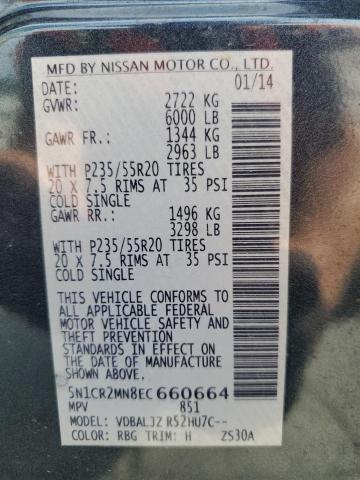 MFD BY NISSAN MOTOR CO., LTD.
DATE: 01/14
GVWR: 2722 KG
6000 LB
GAWR FR.: 1344 KG
2963 LB
WITH P235/55R20 TIRES
20 x 7.5 RIMS AT 35 PSI
COLD SINGLE
GAWR RR.: 1496 KG
3298 LB
WITH P235/55R20 TIRES
20 x 7.5 RIMS AT 35 PSI
COLD SINGLE
THIS VEHICLE CONFORMS TO
ALL APPLICABLE FEDERAL
MOTOR VEHICLE SAFETY AND
THEFT PREVENTION
STANDARDS IN EFFECT ON
THE DATE OF MANUFACTURE
SHOWN ABOVE.
5N1CR2MN8EC660664
MPV 851
MODEL: VDBALJZ R52HU7C--
COLOR: RBG TRIM: H ZS30A